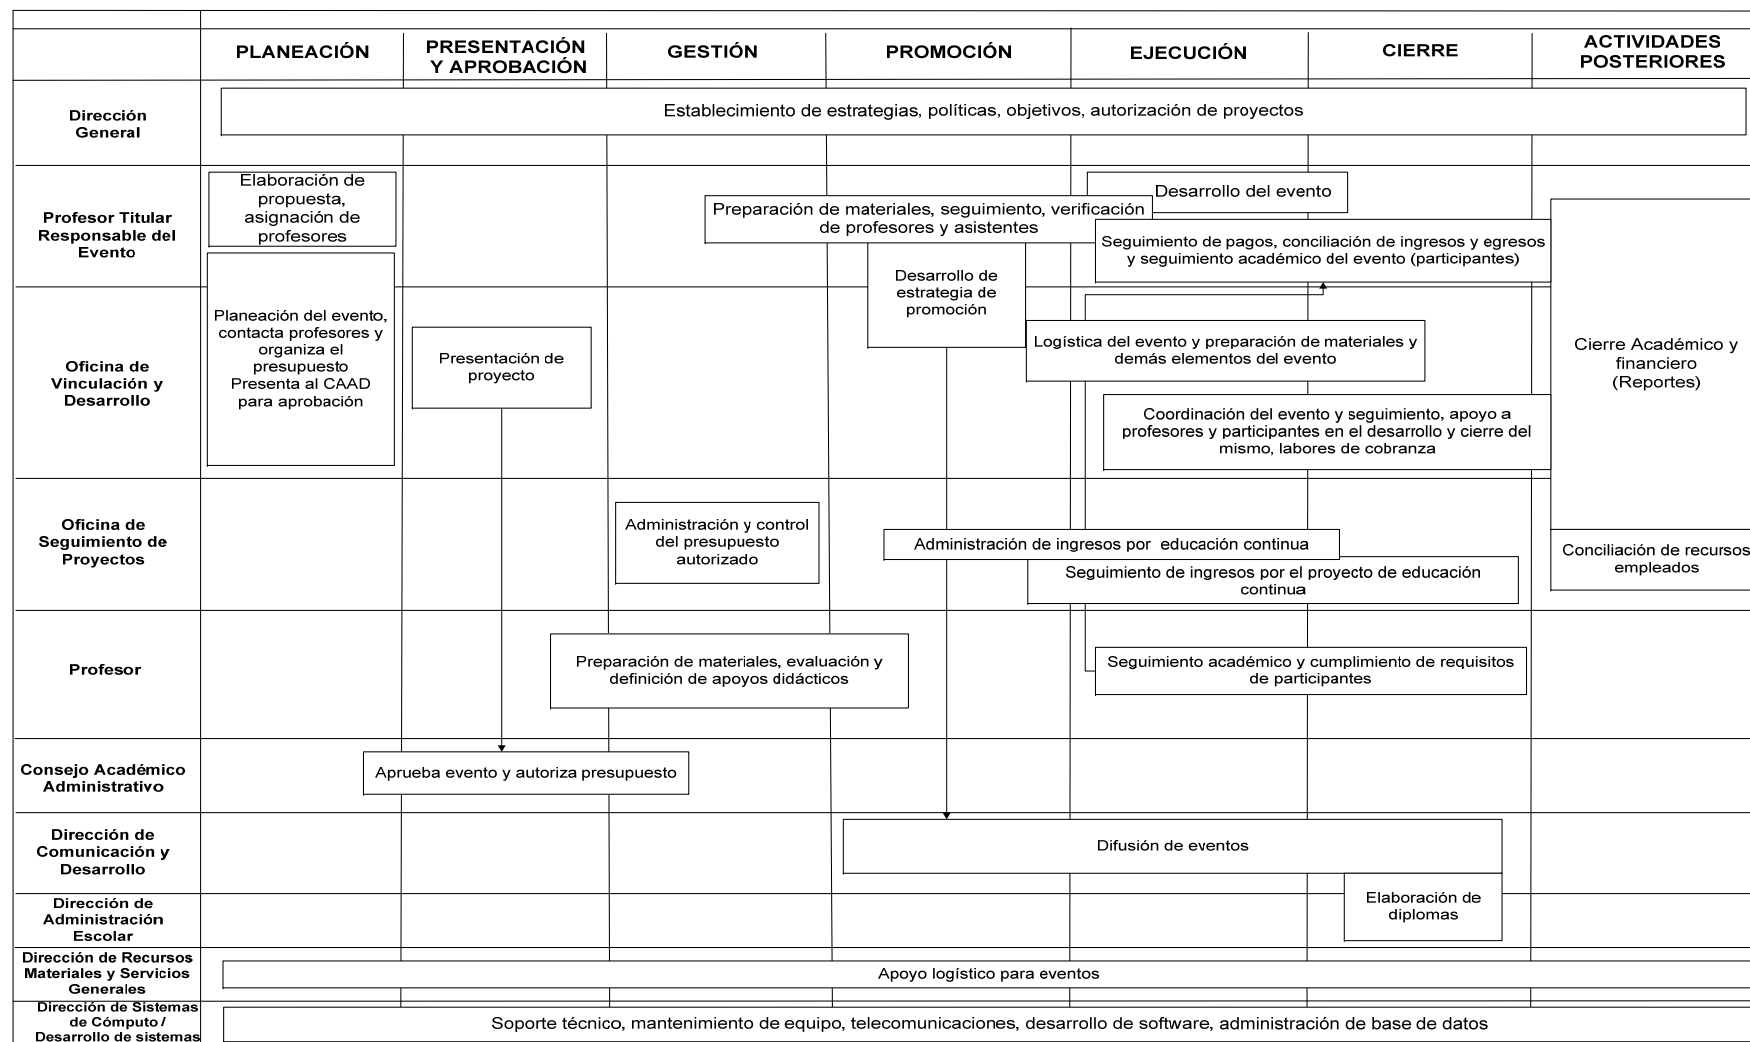 PLANEACIÓN
PRESENTACIÓN
Y APROBACIÓN
GESTIÓN
PROMOCIÓN
EJECUCIÓN
CIERRE
ACTIVIDADES
POSTERIORES
Dirección
General
Establecimiento de estrategias, políticas, objetivos, autorización de proyectos
Profesor Titular
Responsable del
Evento
Elaboración de
propuesta,
asignación de
profesores
Preparación de materiales, seguimiento, verificación
de profesores y asistentes
Desarrollo del evento
Seguimiento de pagos, conciliación de ingresos y egresos
y seguimiento académico del evento (participantes)
Oficina de
Vinculación y
Desarrollo
Planeación del evento,
contacta profesores y
organiza el
presupuesto
Presenta al CAAD
para aprobación
Presentación de
proyecto
Desarrollo de
estrategia de
promoción
Logística del evento y preparación de materiales y
demás elementos del evento
Coordinación del evento y seguimiento, apoyo a
profesores y participantes en el desarrollo y cierre del
mismo, labores de cobranza
Cierre Académico y
financiero
(Reportes)
Oficina de
Seguimiento de
Proyectos
Administración y control
del presupuesto
autorizado
Administración de ingresos por educación continua
Seguimiento de ingresos por el proyecto de educación
continua
Conciliación de recursos
empleados
Profesor
Preparación de materiales, evaluación y
definición de apoyos didácticos
Seguimiento académico y cumplimiento de requisitos
de participantes
Consejo Académico
Administrativo
Aprueba evento y autoriza presupuesto
Dirección de
Comunicación y
Desarrollo
Difusión de eventos
Dirección de
Administración
Escolar
Elaboración de
diplomas
Dirección de Recursos
Materiales y Servicios
Generales
Apoyo logístico para eventos
Dirección de Sistemas
de Cómputo /
Desarrollo de sistemas
Soporte técnico, mantenimiento de equipo, telecomunicaciones, desarrollo de software, administración de base de datos